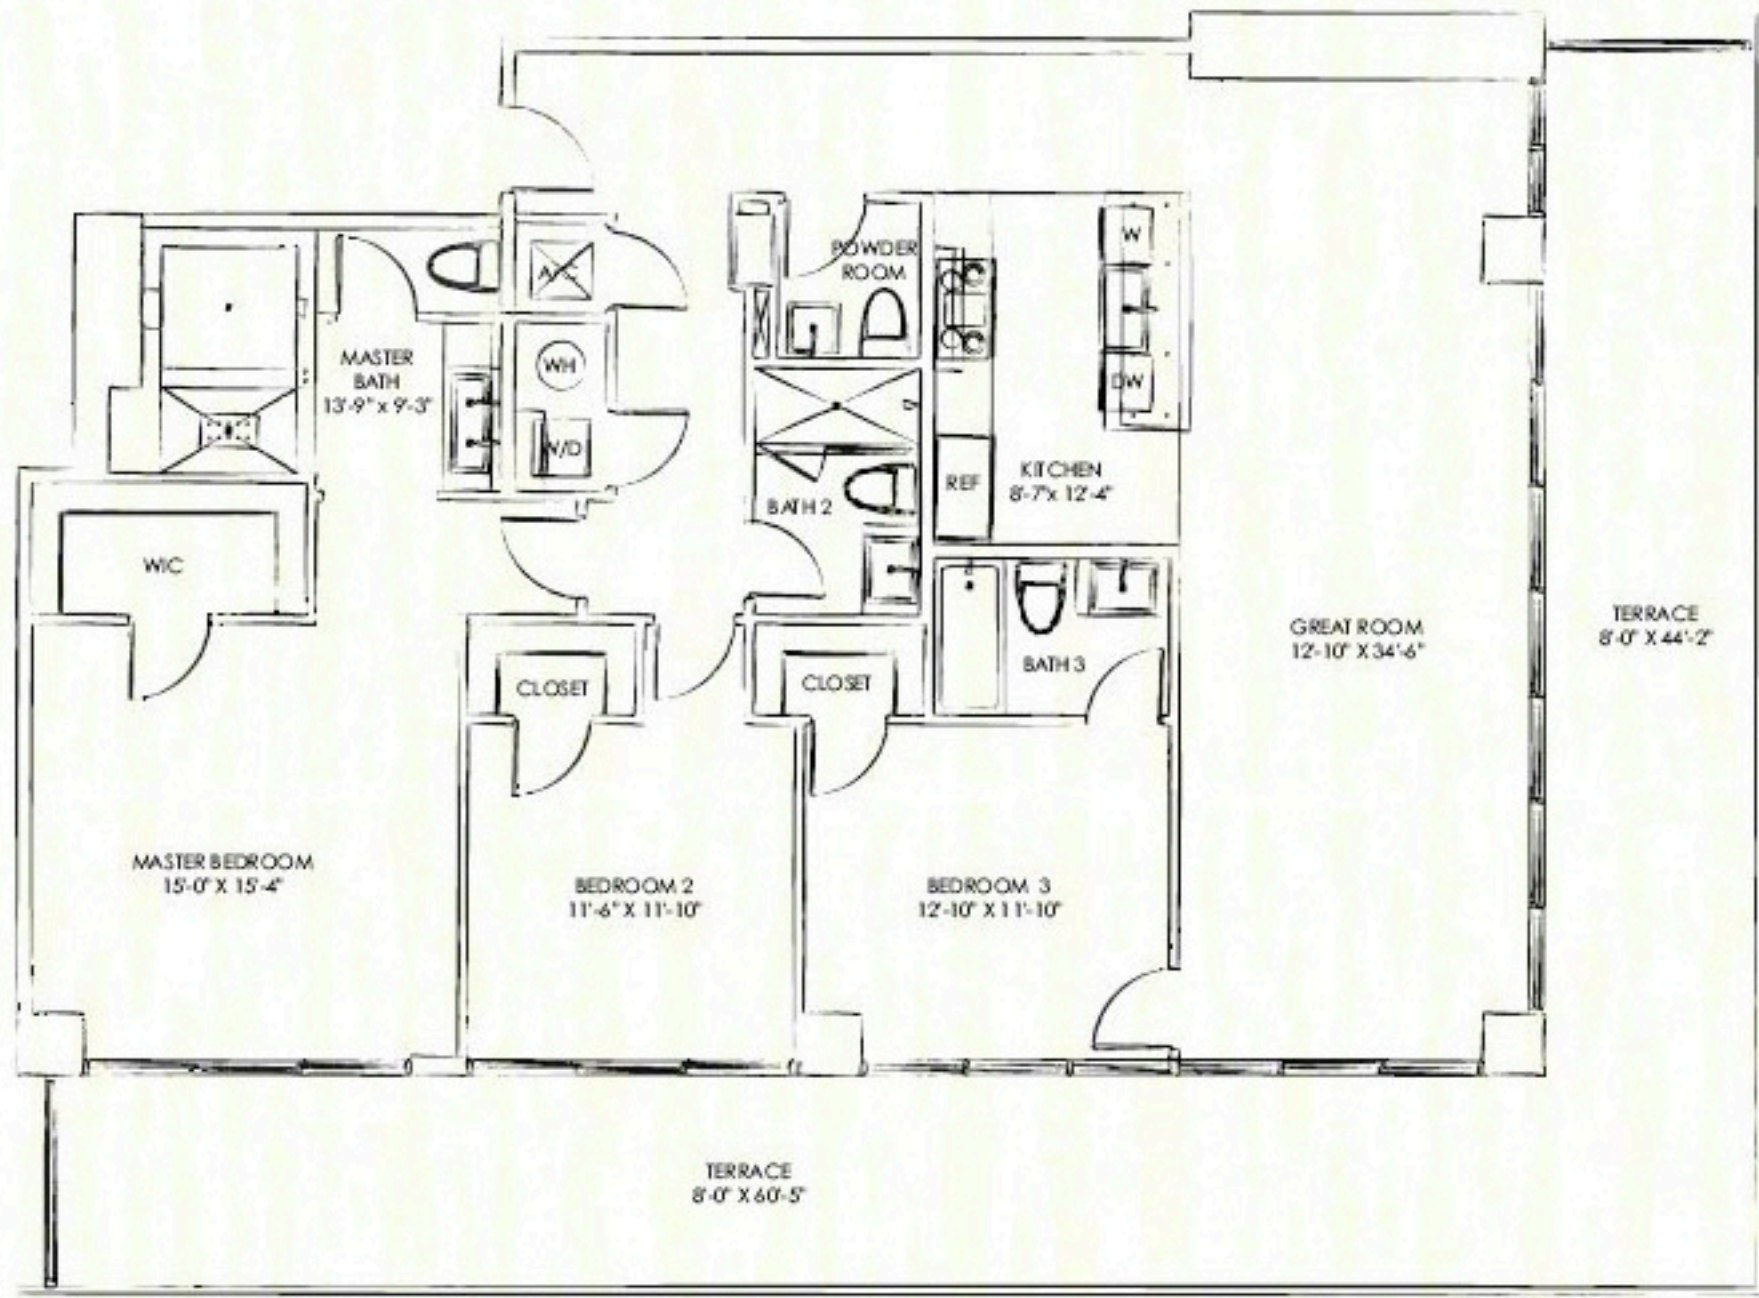 A/C
POWDER
ROOM
W
MASTER
BATH
13'-9" x 9'-3"
WH
DW
W/D
REF
KITCHEN
8'-7"x 12'-4"
BATH 2
WIC
GREAT ROOM
12'-10" X 34'-6"
TERRACE
8'-0" X 44'-2"
BATH 3
CLOSET
CLOSET
MASTER BEDROOM
15'-0" X 15'-4"
BEDROOM 2
11'-6" X 11'-10"
BEDROOM 3
12'-10" X 11'-10"
TERRACE
8'-0" X 60'-5"